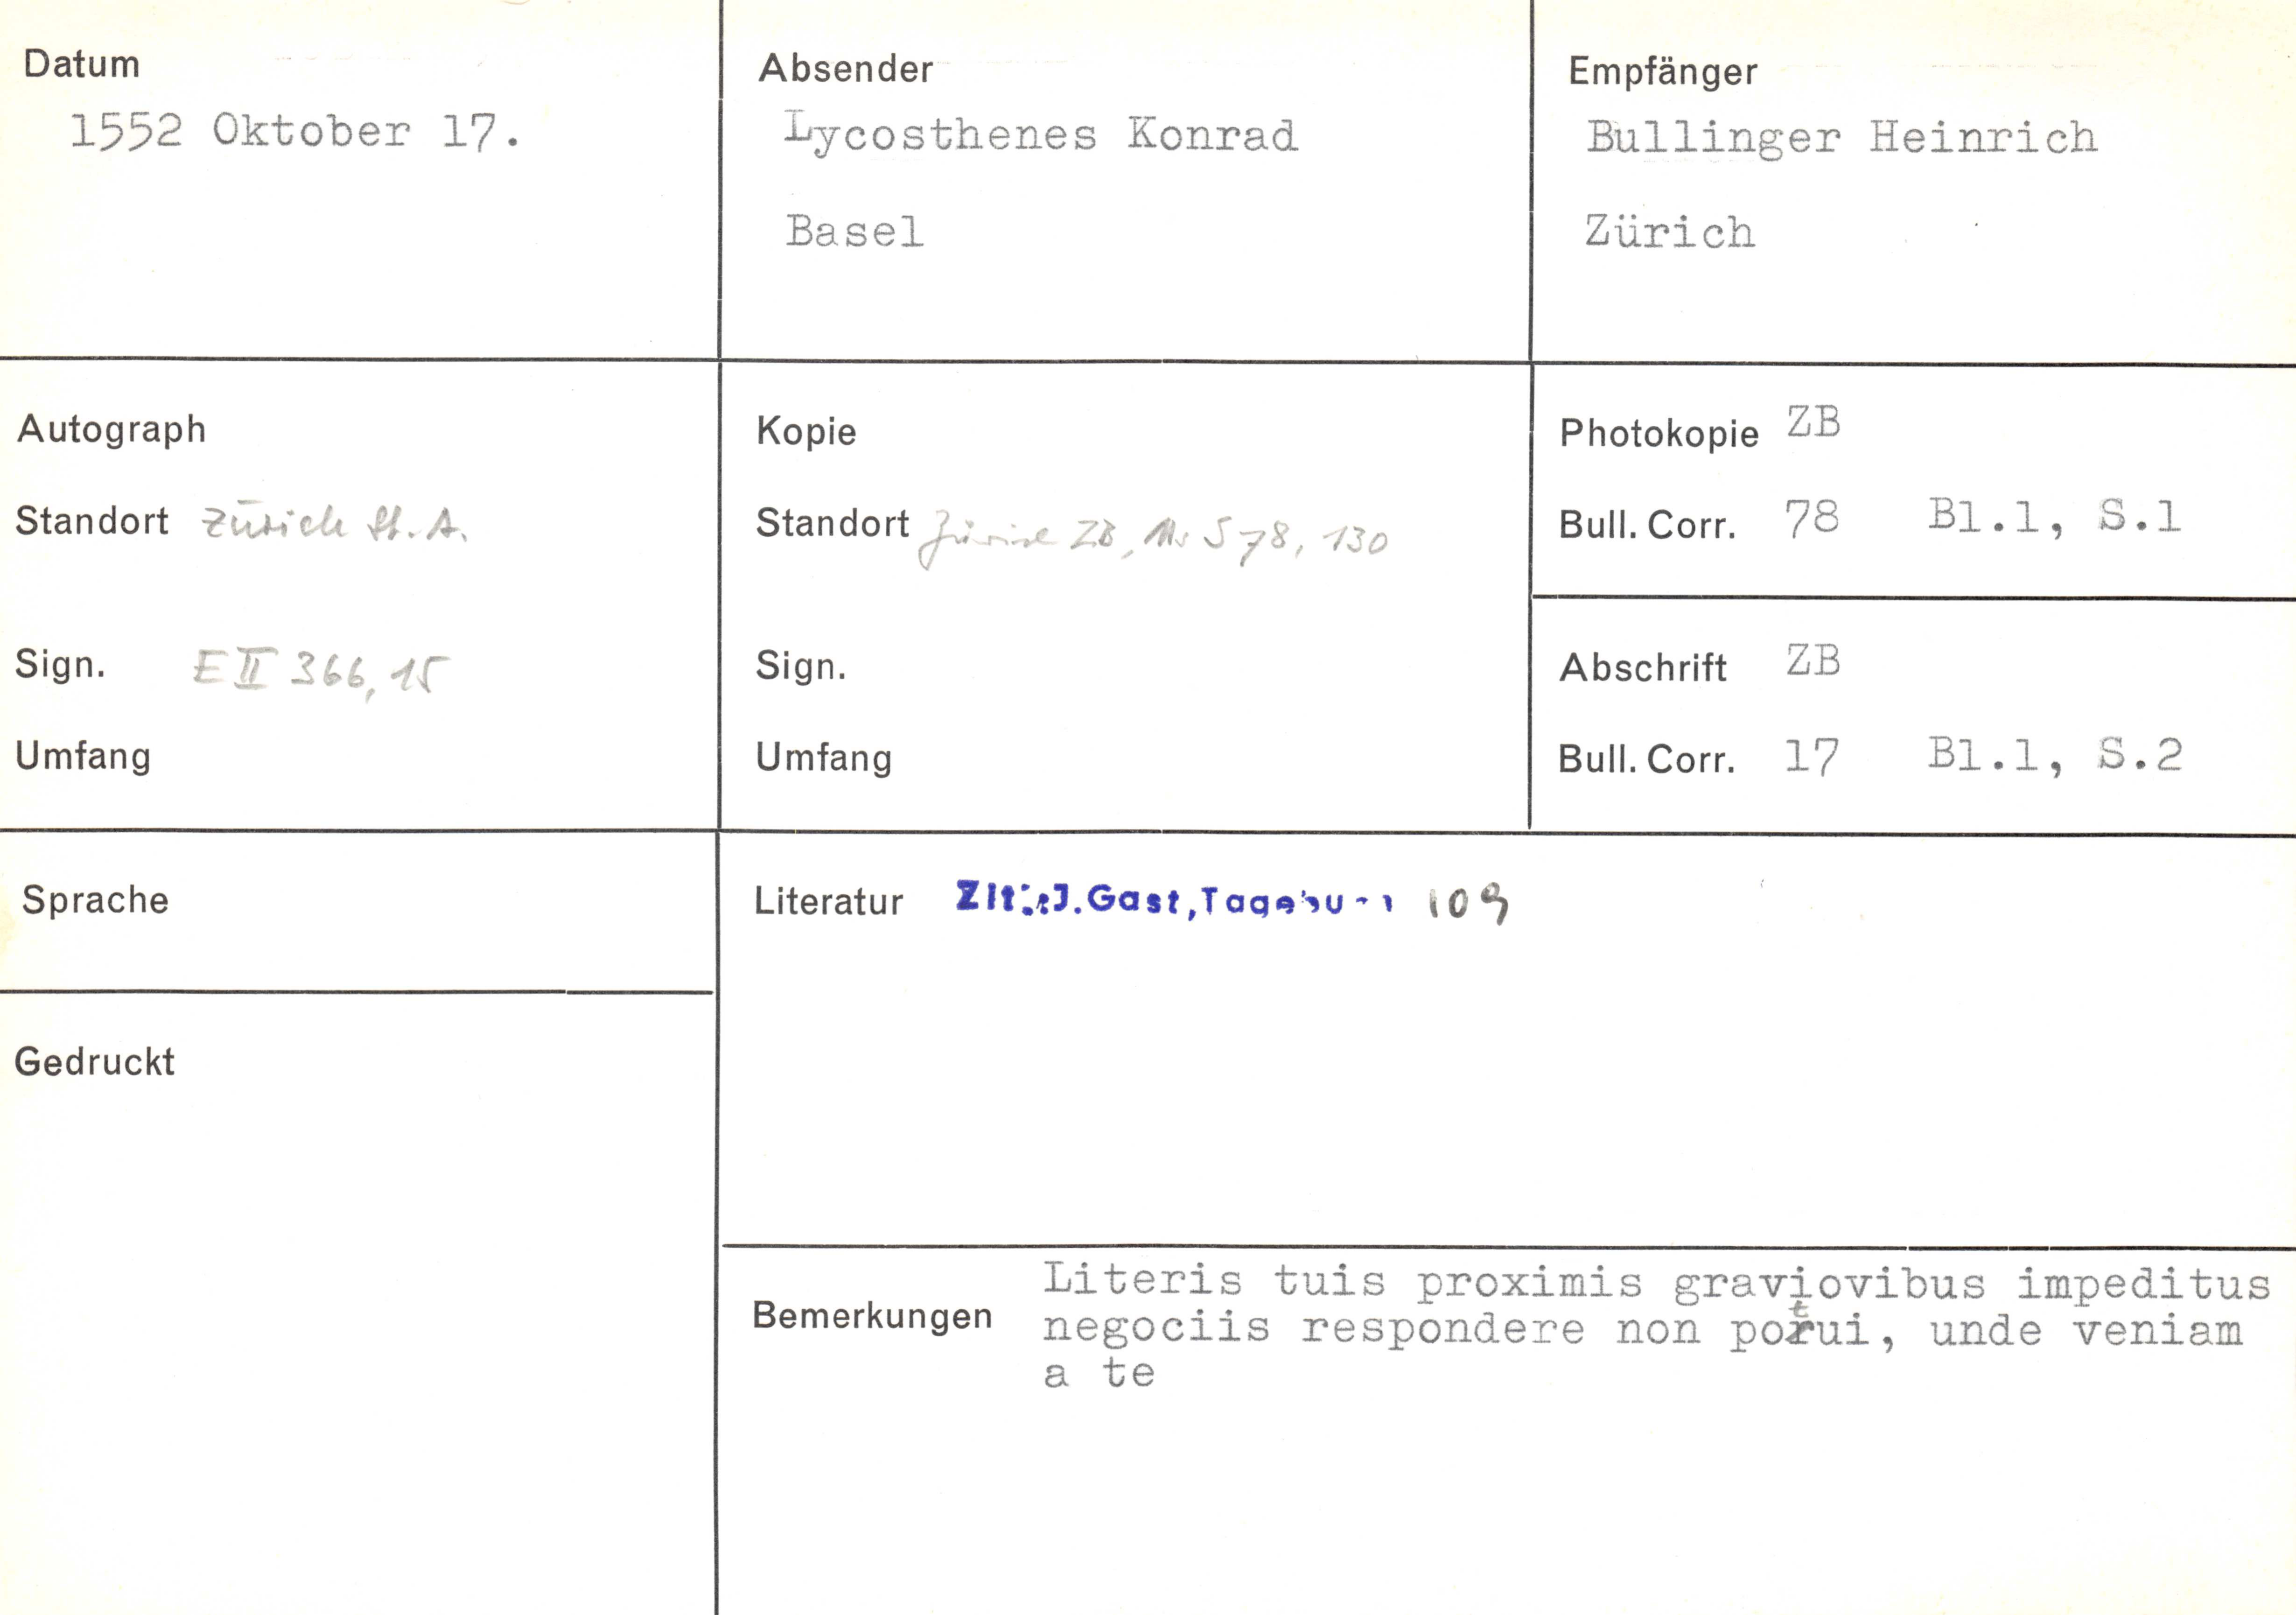 Datum
1552 Oktober 17.
Absender
Lycosthenes Konrad
Basel
Empfänger
Bullinger Heinrich
Zürich
Autograph
Standort Zürich St. A.
Sign. E II 366, 15
Umfang
Kopie
Standort Zürich ZB, Ms S 78, 130
Sign.
Umfang
Photokopie ZB
Bull. Corr. 78 Bl.1, S.1
Abschrift ZB
Bull. Corr. 17 Bl.1, S.2
Sprache
Gedruckt
Literatur J.Gast, 109
Bemerkungen Literis tuis proximis graviovibus impeditus
negociis respondere non potui, unde veniam
a te